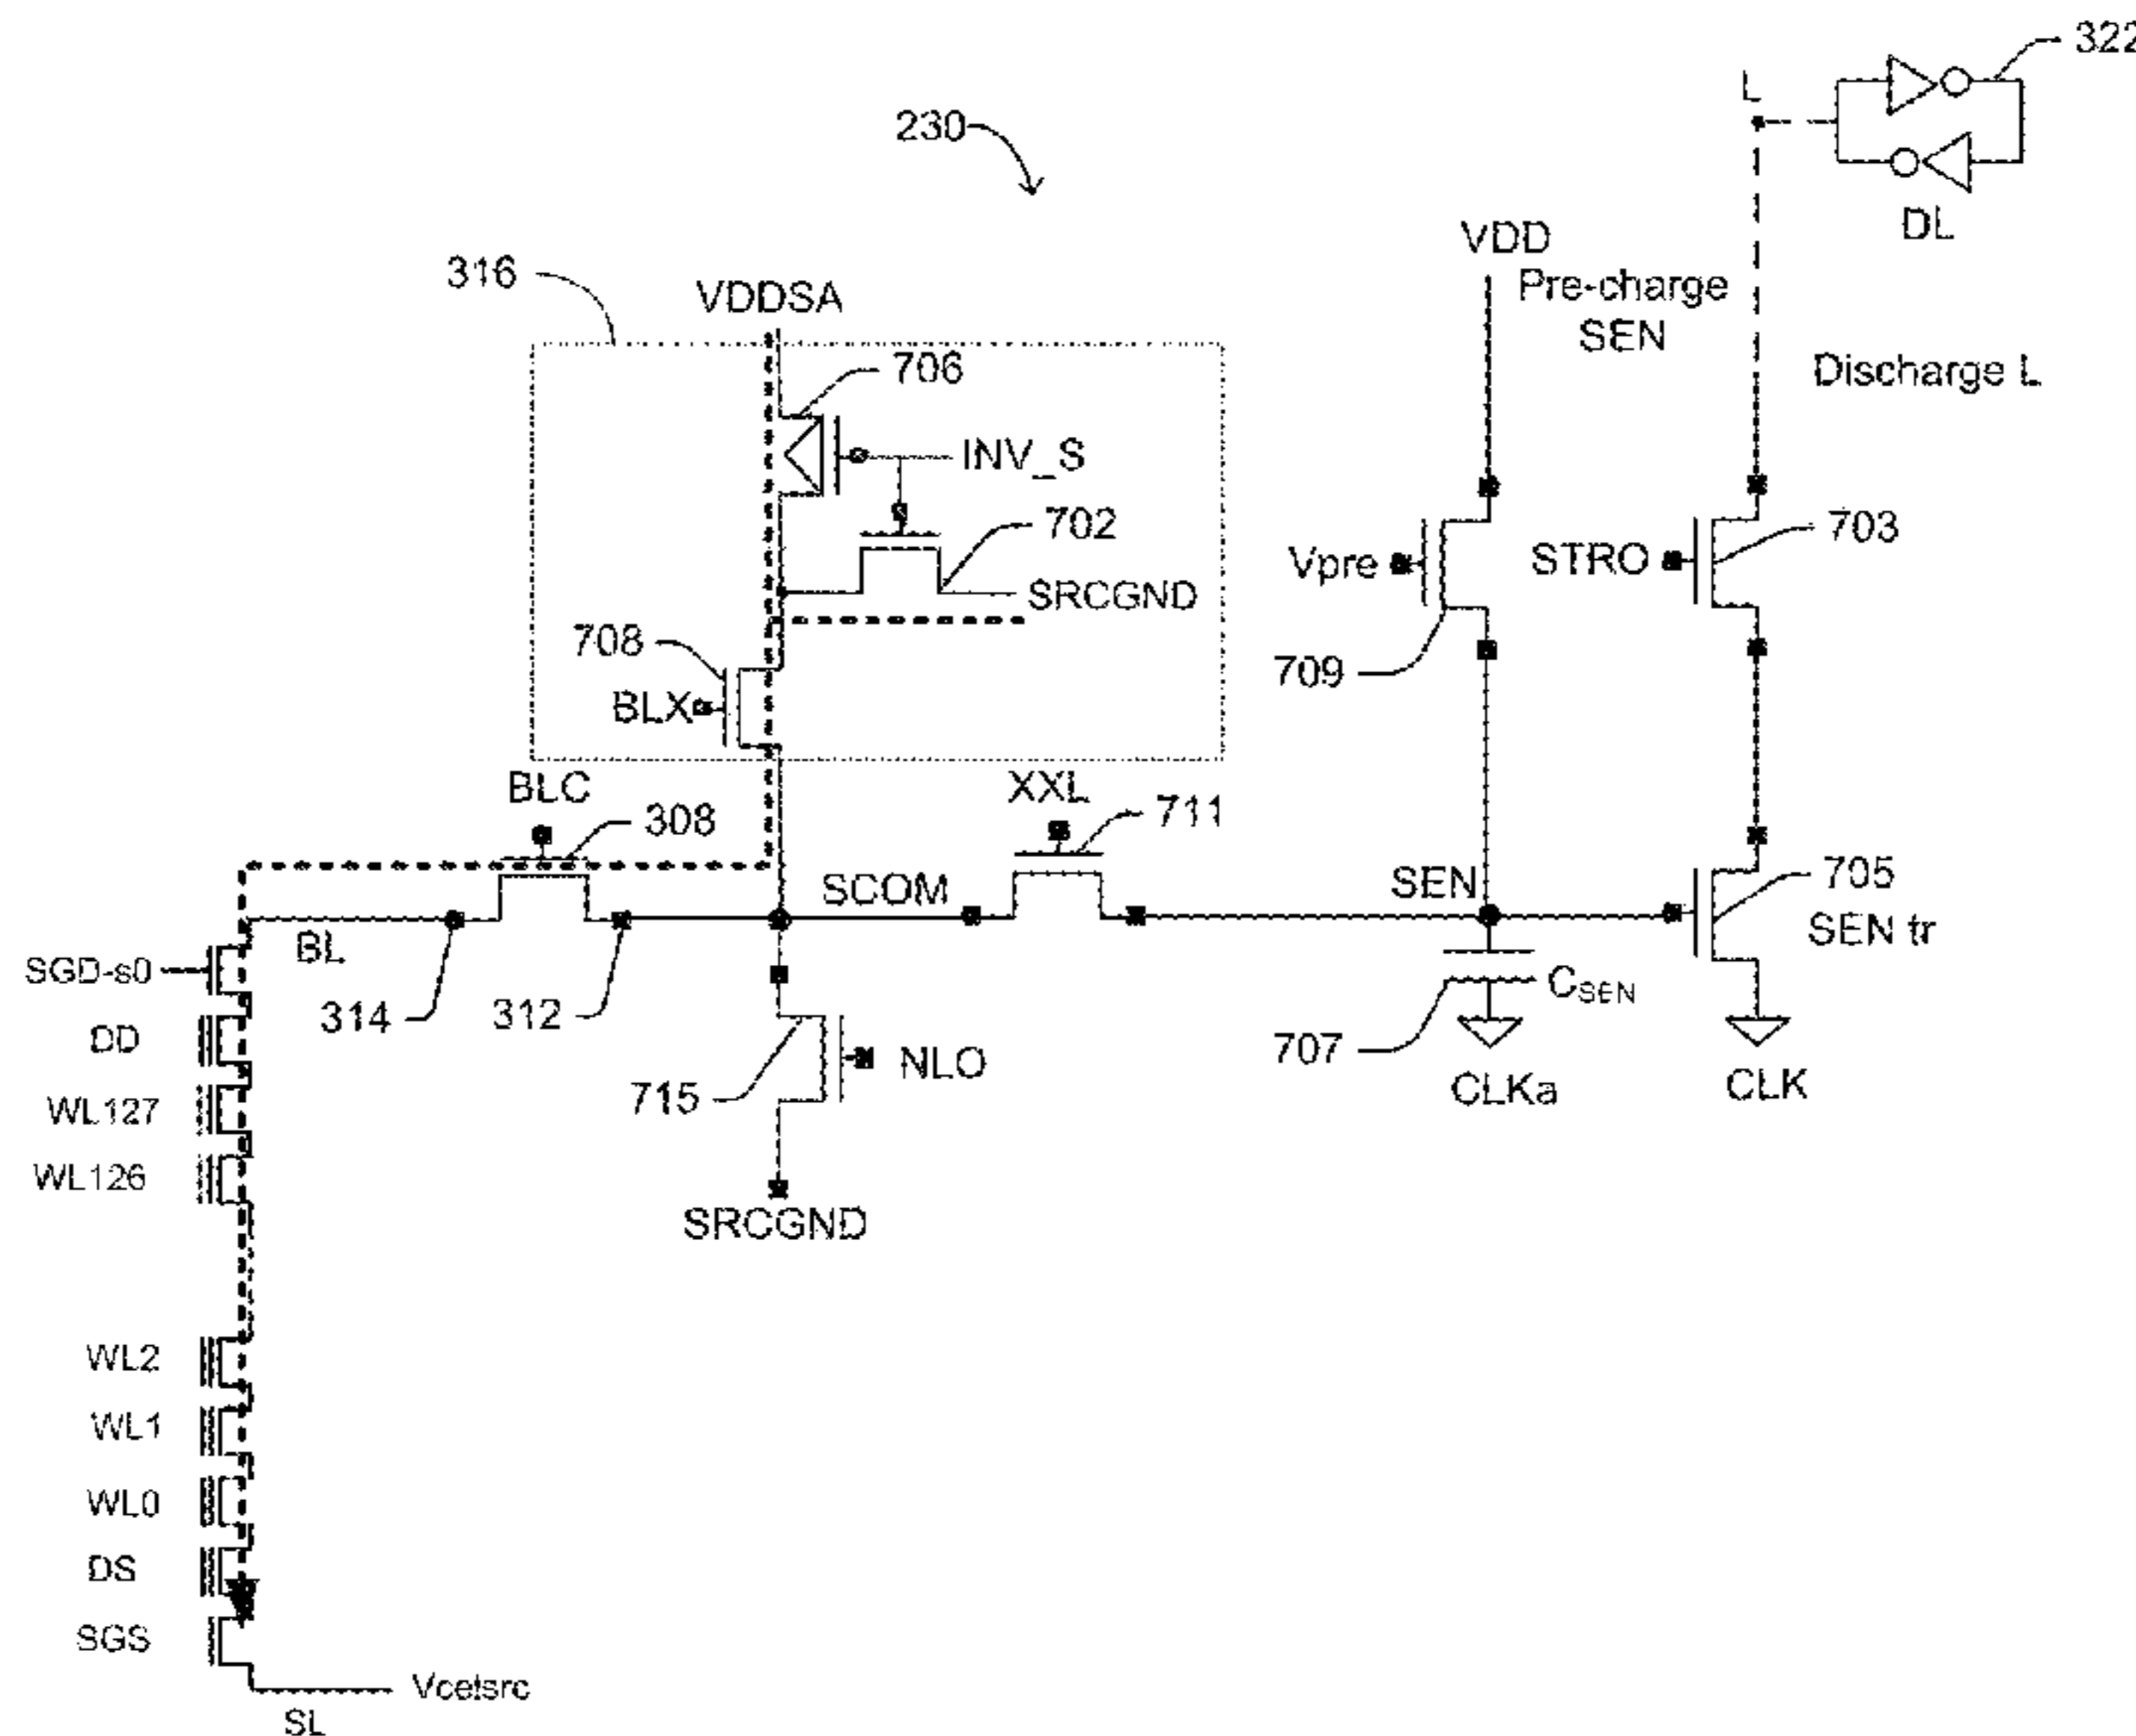 322
L
230
DL
VDD
Pre-charge
SEN
316
VDDSA
Discharge L
706
INV_S
702
703
Vpre
STRO
SRCGND
708
709
BLX
BLC
XXL
308
711
SCOM
SEN
705
SEN tr
BL
SGD-s0
CSEN
314
312
DD
NLO
707
715
CLKa
CLK
WL127
WL126
SRCGND
WL2
WL1
WL0
DS
SGS
Vcelsrc
SL